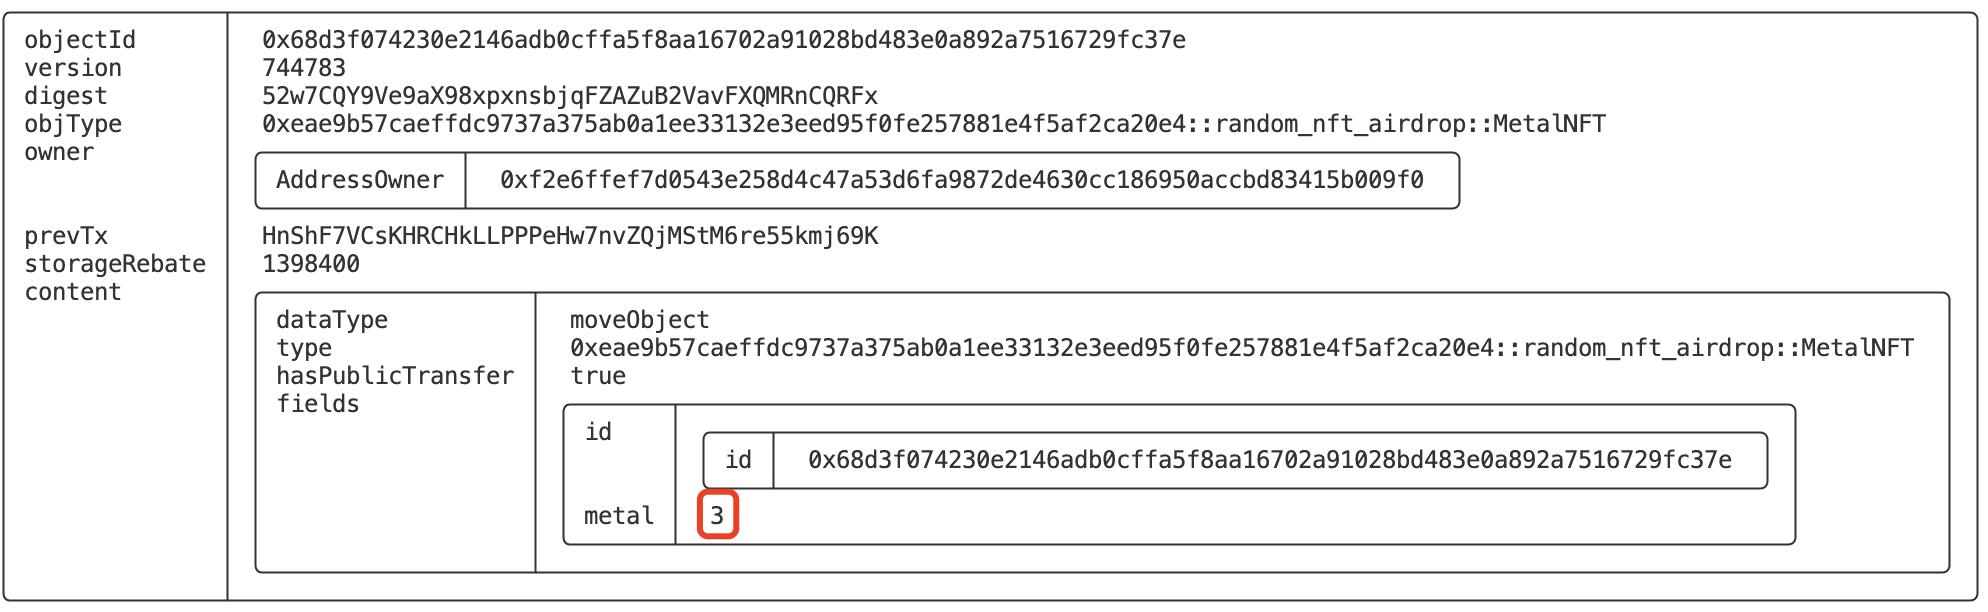 objectId 0x68d3f074230e2146adb0cffa5f8aa16702a91028bd483e0a892a7516729fc37e
version 744783
digest 52w7CQY9Ve9aX98xpxnsbjqFZAZuB2VavFXQMRnCQRFx
objType 0xeae9b57caeffdc9737a375ab0a1ee33132e3eed95f0fe257881e4f5af2ca20e4::random_nft_airdrop::MetalNFT
owner
AddressOwner 0xf2e6ffef7d0543e258d4c47a53d6fa9872de4630cc186950accbd83415b009f0
prevTx HnShF7VCsKHRCHkLLPPPeHw7nvZQjMStM6re55kmj69K
storageRebate 1398400
content
dataType moveObject
type 0xeae9b57caeffdc9737a375ab0a1ee33132e3eed95f0fe257881e4f5af2ca20e4::random_nft_airdrop::MetalNFT
hasPublicTransfer true
fields
id
id 0x68d3f074230e2146adb0cffa5f8aa16702a91028bd483e0a892a7516729fc37e
metal 3